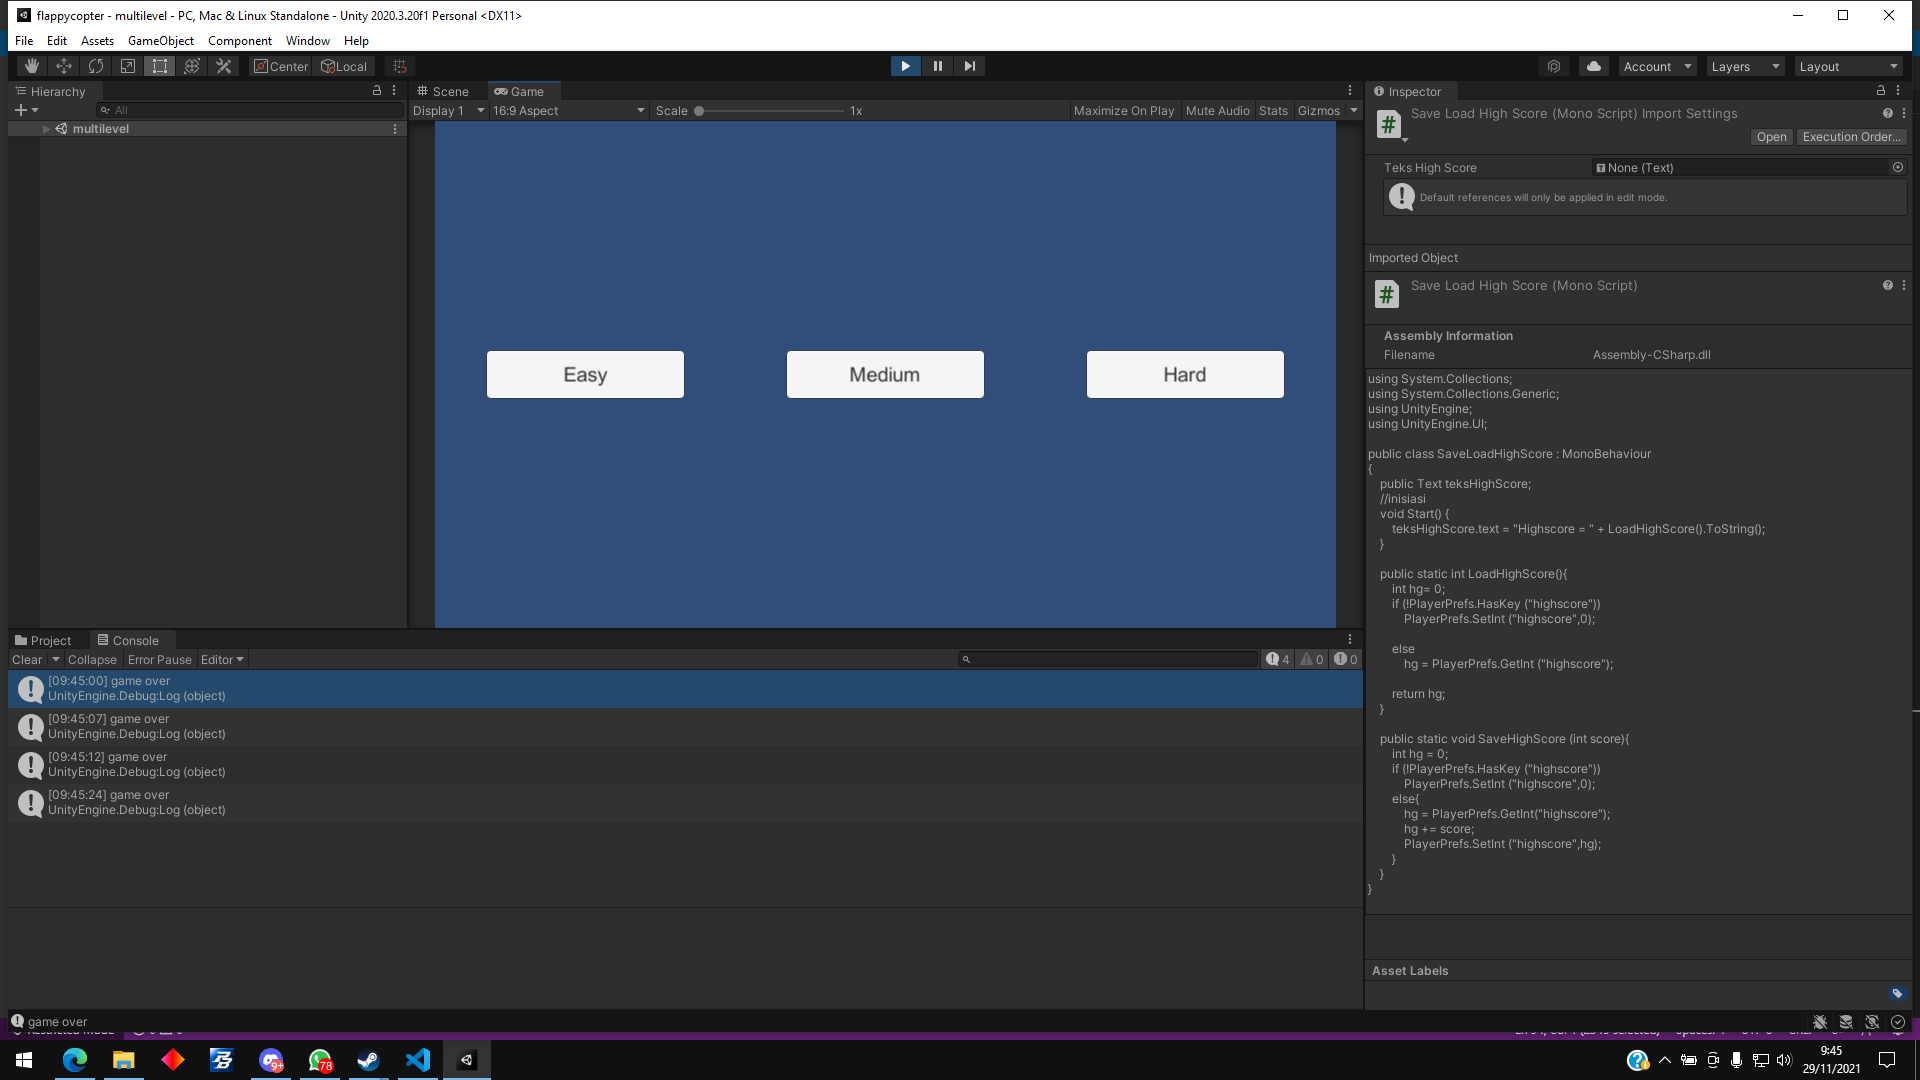 flappycopter - multilevel - PC, Mac & Linux Standalone - Unity 2020.3.20f1 Personal <DX11>
File Edit Assets GameObject Component Window Help
Center Local Account Layers Layout
Hierarchy
All
multilevel
Scene Game
Display 1 16:9 Aspect Scale 1x Maximize On Play Mute Audio Stats Gizmos
Easy Medium Hard
Project Console
Clear Collapse Error Pause Editor 4 0 0
[09:45:00] game over
UnityEngine.Debug:Log (object)
[09:45:07] game over
UnityEngine.Debug:Log (object)
[09:45:12] game over
UnityEngine.Debug:Log (object)
[09:45:24] game over
UnityEngine.Debug:Log (object)
Inspector
Save Load High Score (Mono Script) Import Settings
Open Execution Order...
Teks High Score None (Text)
Default references will only be applied in edit mode.
Imported Object
Save Load High Score (Mono Script)
Assembly Information
Filename Assembly-CSharp.dll
using System.Collections;
using System.Collections.Generic;
using UnityEngine;
using UnityEngine.UI;
public class SaveLoadHighScore : MonoBehaviour
{
public Text teksHighScore;
//inisiasi
void Start() {
teksHighScore.text = "Highscore = " + LoadHighScore().ToString();
}
public static int LoadHighScore(){
int hg= 0;
if (!PlayerPrefs.HasKey ("highscore"))
PlayerPrefs.SetInt ("highscore",0);
else
hg = PlayerPrefs.GetInt ("highscore");
return hg;
}
public static void SaveHighScore (int score){
int hg = 0;
if (!PlayerPrefs.HasKey ("highscore"))
PlayerPrefs.SetInt ("highscore",0);
else{
hg = PlayerPrefs.GetInt("highscore");
hg += score;
PlayerPrefs.SetInt ("highscore",hg);
}
}
}
Asset Labels
game over
9+ 78
9:45
29/11/2021